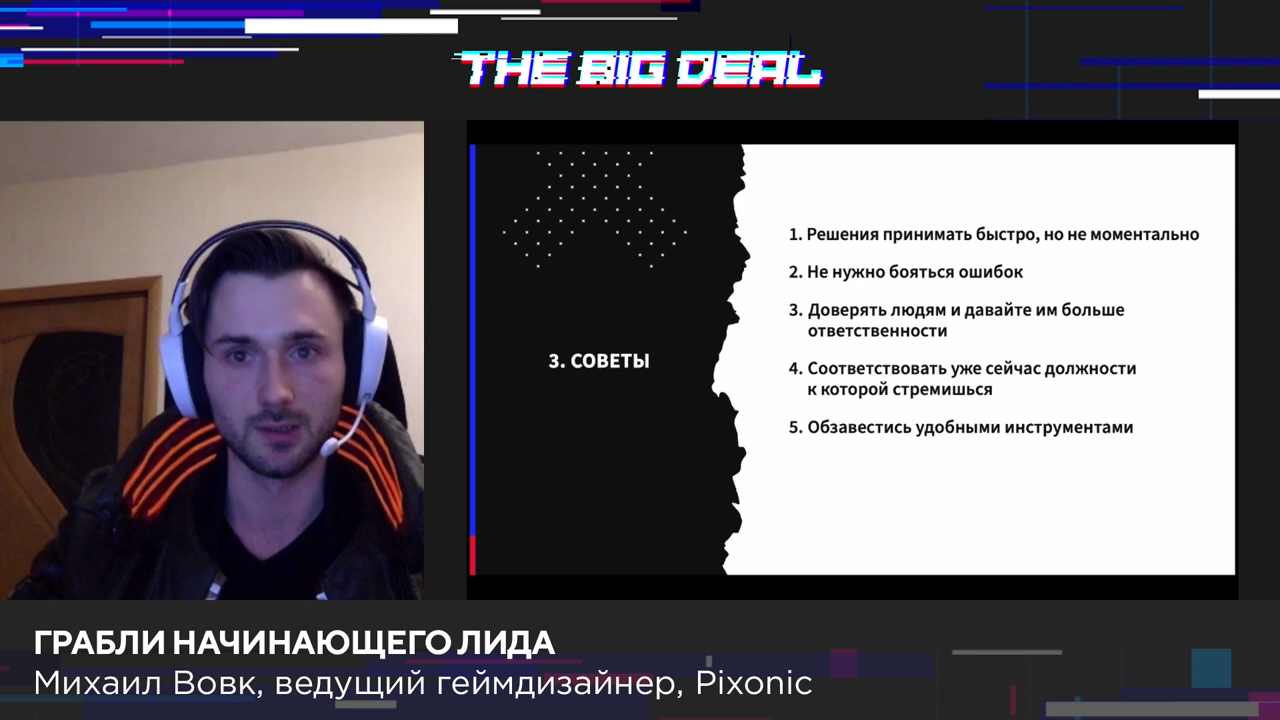 THE BIG DEAL
3. СОВЕТЫ
1. Решения принимать быстро, но не моментально
2. Не нужно бояться ошибок
3. Доверять людям и давайте им больше
ответственности
4. Соответствовать уже сейчас должности
к которой стремишься
5. Обзавестись удобными инструментами
ГРАБЛИ НАЧИНАЮЩЕГО ЛИДА
Михаил Вовк, ведущий геймдизайнер, Pixonic